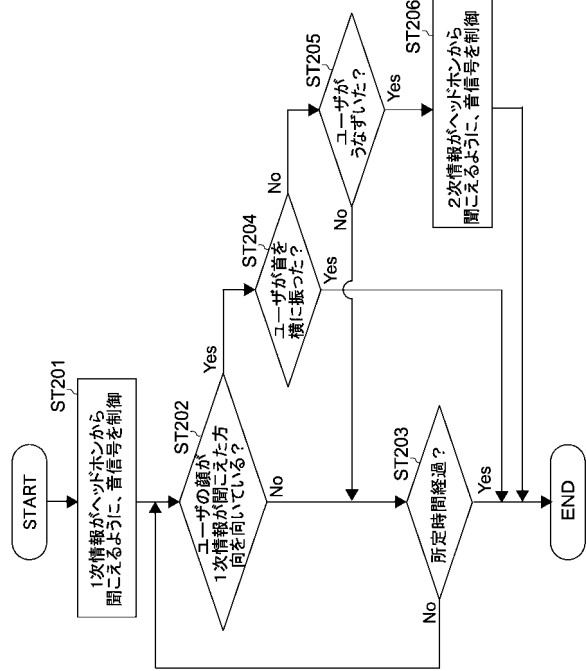 START
ST201
1次情報がヘッドホンから
聞こえるように、音信号を制御
ST202
ユーザの顔が
1次情報が聞こえた方
向を向いている?
Yes
No
ST204
ユーザが首を
横に振った?
No
Yes
ST205
ユーザが
うなずいた?
No
Yes
ST206
2次情報がヘッドホンから
聞こえるように、音信号を制御
ST203
所定時間経過?
No
Yes
END